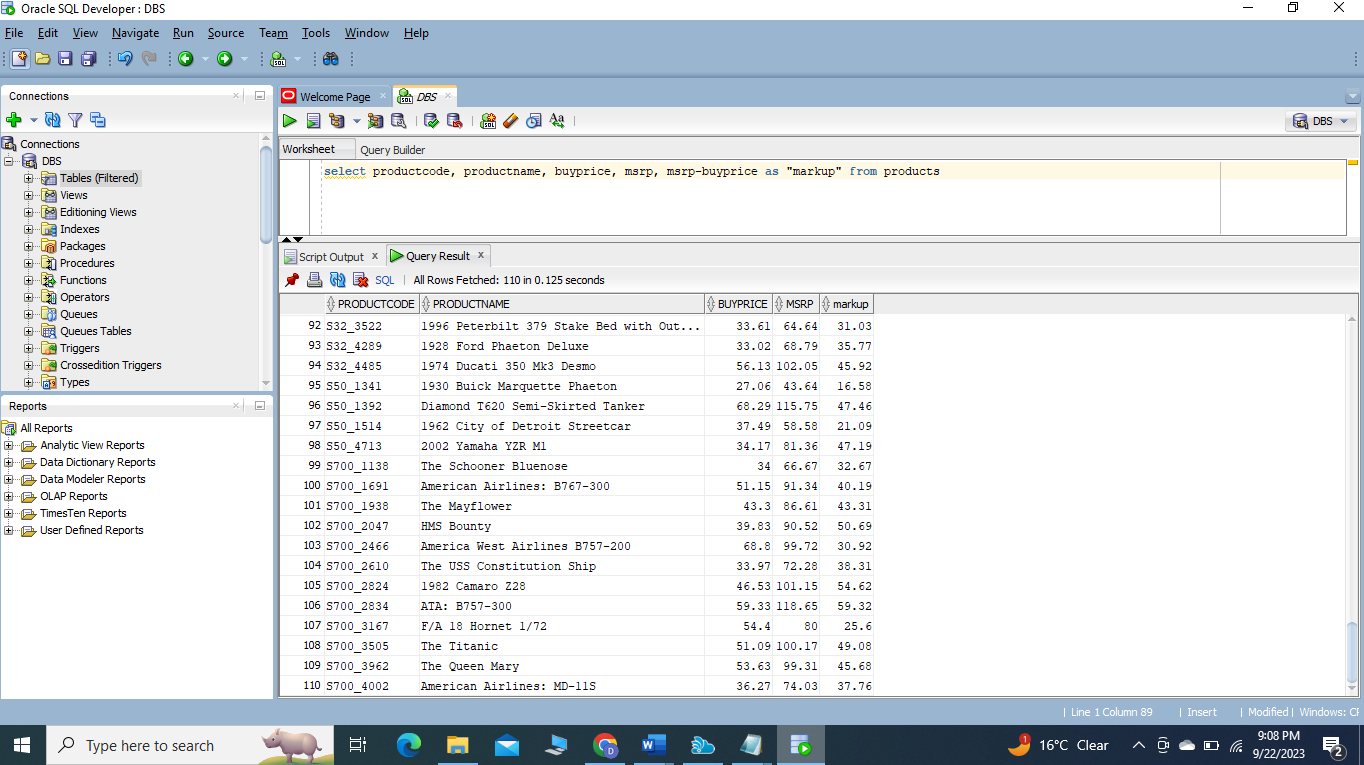 Oracle SQL Developer : DBS
File Edit View Navigate Run Source Team Tools Window Help
Connections
Connections
DBS
Tables (Filtered)
Views
Editioning Views
Indexes
Packages
Procedures
Functions
Operators
Queues
Queues Tables
Triggers
Crossedition Triggers
Types
Reports
All Reports
Analytic View Reports
Data Dictionary Reports
Data Modeler Reports
OLAP Reports
TimesTen Reports
User Defined Reports
Welcome Page DBS
DBS
Worksheet Query Builder
select productcode, productname, buyprice, msrp, msrp-buyprice as "markup" from products
Script Output Query Result
SQL | All Rows Fetched: 110 in 0.125 seconds
PRODUCTCODE PRODUCTNAME BUYPRICE MSRP markup
92 S32_3522 1996 Peterbilt 379 Stake Bed with Out... 33.61 64.64 31.03
93 S32_4289 1928 Ford Phaeton Deluxe 33.02 68.79 35.77
94 S32_4485 1974 Ducati 350 Mk3 Desmo 56.13 102.05 45.92
95 S50_1341 1930 Buick Marquette Phaeton 27.06 43.64 16.58
96 S50_1392 Diamond T620 Semi-Skirted Tanker 68.29 115.75 47.46
97 S50_1514 1962 City of Detroit Streetcar 37.49 58.58 21.09
98 S50_4713 2002 Yamaha YZR M1 34.17 81.36 47.19
99 S700_1138 The Schooner Bluenose 34 66.67 32.67
100 S700_1691 American Airlines: B767-300 51.15 91.34 40.19
101 S700_1938 The Mayflower 43.3 86.61 43.31
102 S700_2047 HMS Bounty 39.83 90.52 50.69
103 S700_2466 America West Airlines B757-200 68.8 99.72 30.92
104 S700_2610 The USS Constitution Ship 33.97 72.28 38.31
105 S700_2824 1982 Camaro Z28 46.53 101.15 54.62
106 S700_2834 ATA: B757-300 59.33 118.65 59.32
107 S700_3167 F/A 18 Hornet 1/72 54.4 80 25.6
108 S700_3505 The Titanic 51.09 100.17 49.08
109 S700_3962 The Queen Mary 53.63 99.31 45.68
110 S700_4002 American Airlines: MD-11S 36.27 74.03 37.76
| Line 1 Column 89 | Insert | Modified | Windows: CF
Type here to search
1
16°C Clear
9:08 PM
9/22/2023
2